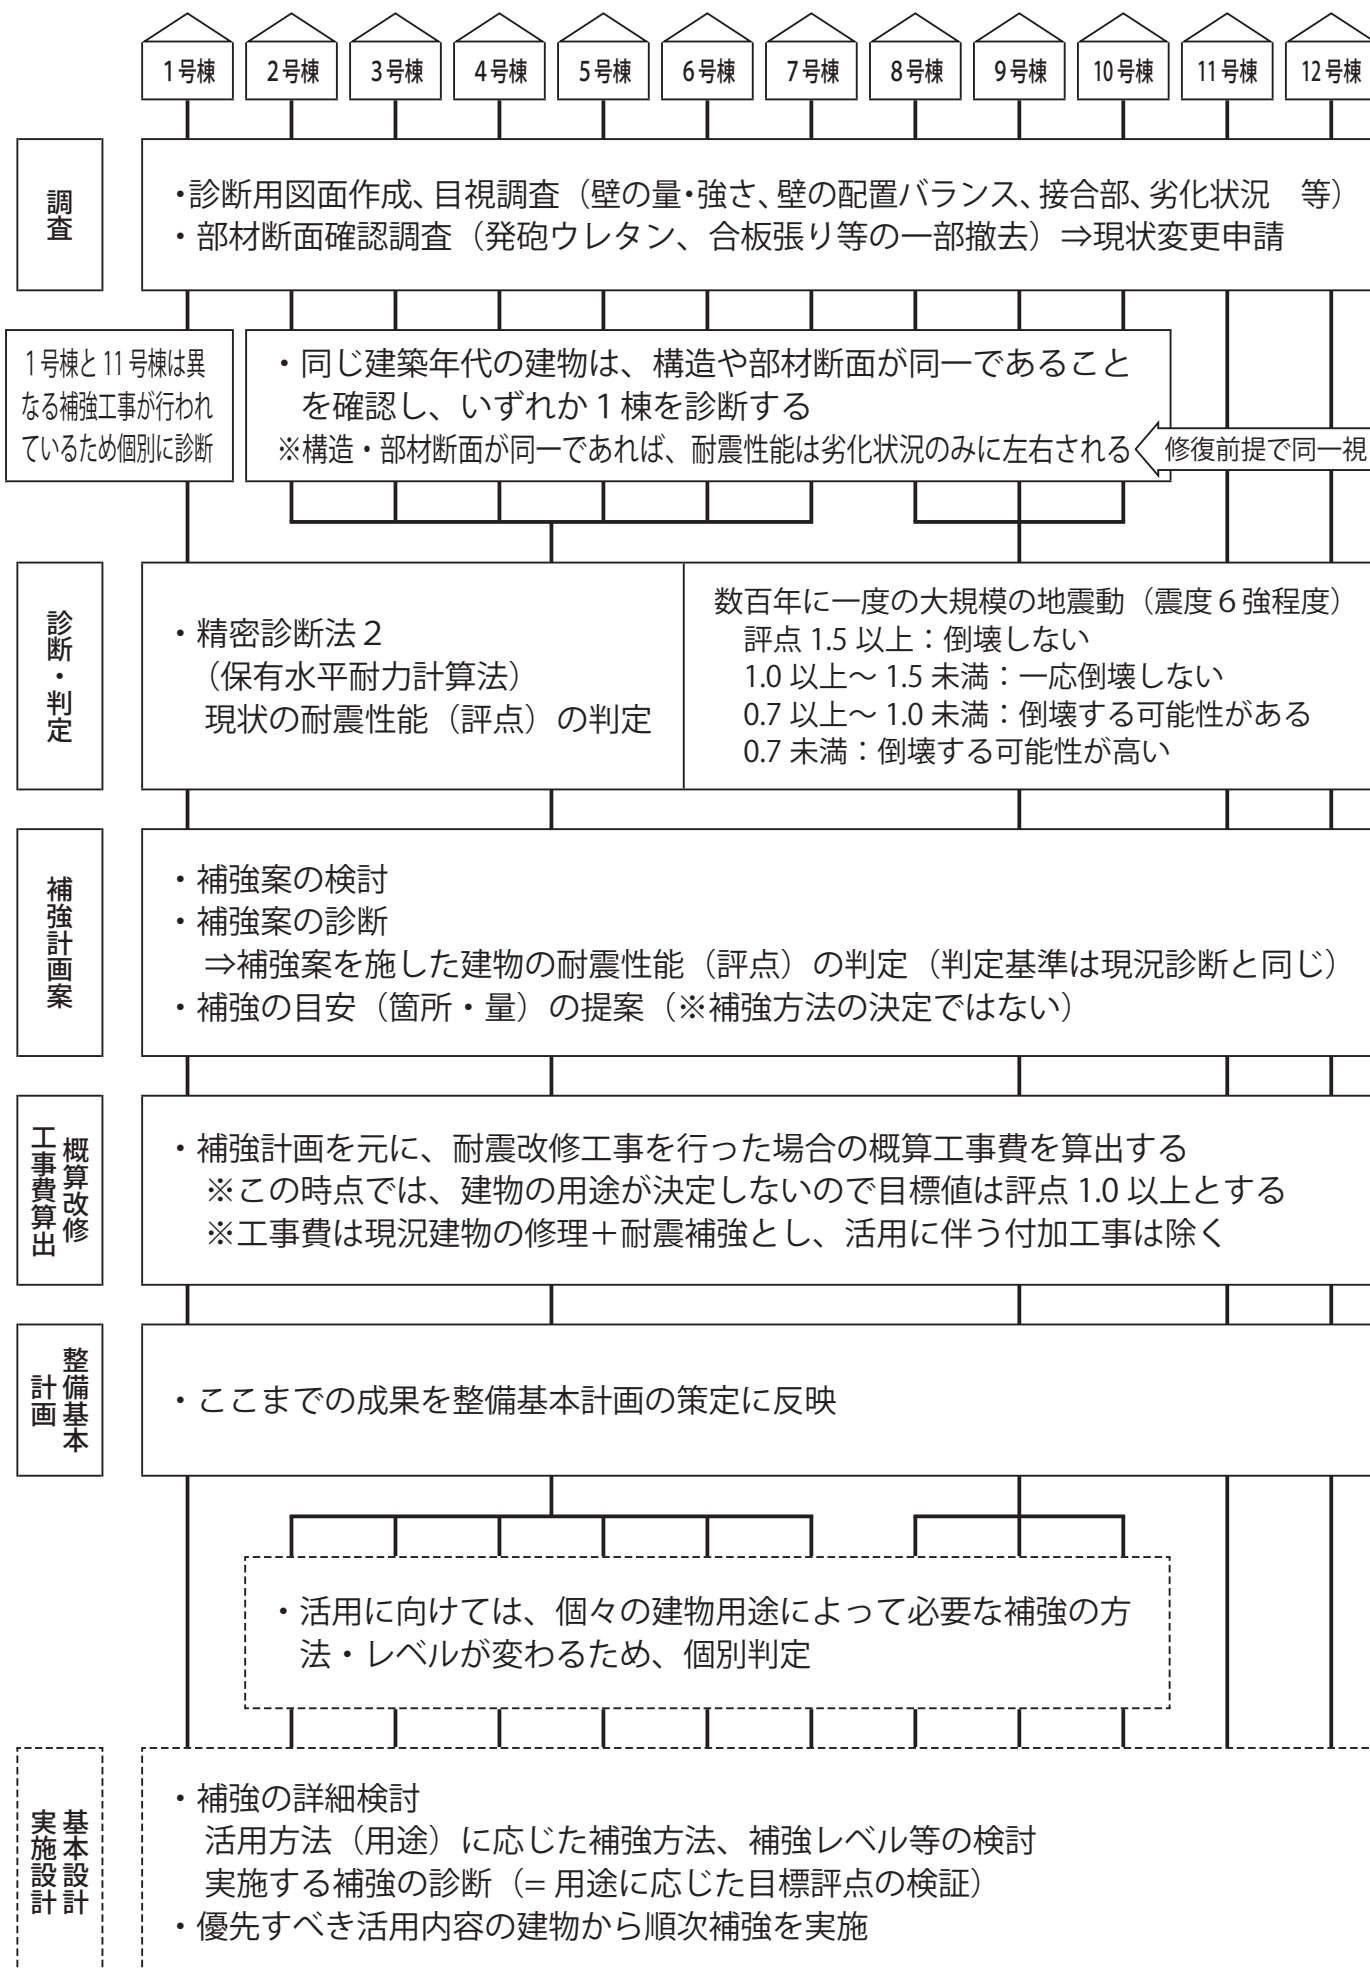 1号棟
2号棟
3号棟
4号棟
5号棟
6号棟
7号棟
8号棟
9号棟
10号棟
11号棟
12号棟
調査
・診断用図面作成、目視調査（壁の量・強さ、壁の配置バランス、接合部、劣化状況　等）
・部材断面確認調査（発砲ウレタン、合板張り等の一部撤去）⇒現状変更申請
1号棟と11号棟は異
なる補強工事が行われ
ているため個別に診断
・同じ建築年代の建物は、構造や部材断面が同一であること
を確認し、いずれか１棟を診断する
※構造・部材断面が同一であれば、耐震性能は劣化状況のみに左右される
修復前提で同一視
診断・判定
・精密診断法２
（保有水平耐力計算法）
現状の耐震性能（評点）の判定
数百年に一度の大規模の地震動（震度６強程度）
評点 1.5 以上：倒壊しない
1.0 以上～ 1.5 未満：一応倒壊しない
0.7 以上～ 1.0 未満：倒壊する可能性がある
0.7 未満：倒壊する可能性が高い
補強計画案
・補強案の検討
・補強案の診断
⇒補強案を施した建物の耐震性能（評点）の判定（判定基準は現況診断と同じ）
・補強の目安（箇所・量）の提案（※補強方法の決定ではない）
概算改修
工事費算出
・補強計画を元に、耐震改修工事を行った場合の概算工事費を算出する
※この時点では、建物の用途が決定しないので目標値は評点 1.0 以上とする
※工事費は現況建物の修理＋耐震補強とし、活用に伴う付加工事は除く
整備基本
計画
・ここまでの成果を整備基本計画の策定に反映
・活用に向けては、個々の建物用途によって必要な補強の方
法・レベルが変わるため、個別判定
基本設計
実施設計
・補強の詳細検討
活用方法（用途）に応じた補強方法、補強レベル等の検討
実施する補強の診断（= 用途に応じた目標評点の検証）
・優先すべき活用内容の建物から順次補強を実施